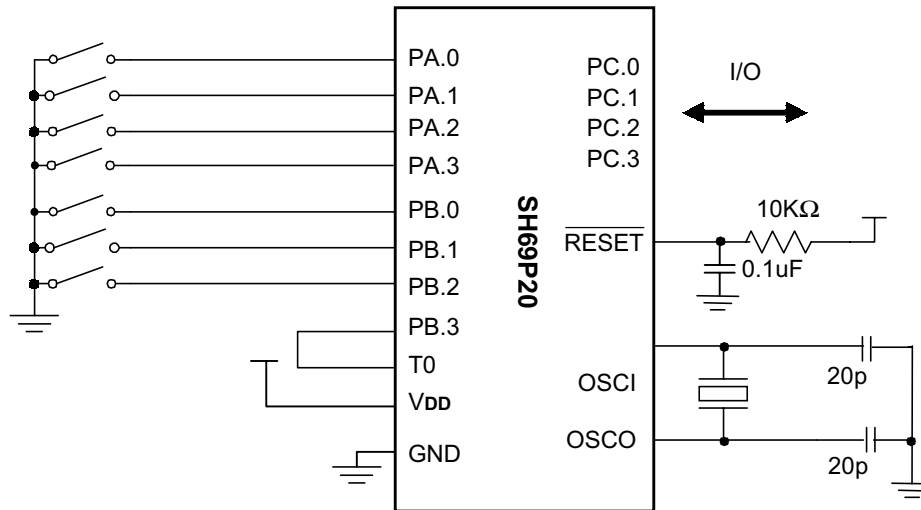 PA.0
PA.1
PA.2
PA.3
PB.0
PB.1
PB.2
PB.3
T0
VDD
GND
SH69P20
PC.0
PC.1
PC.2
PC.3
RESET
OSCI
OSCO
I/O
10KΩ
0.1uF
20p
20p